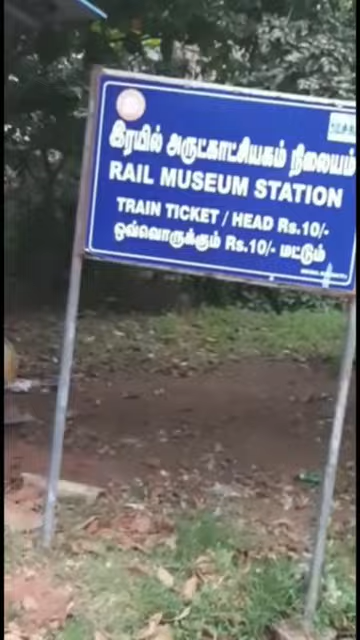 இரயில் அருட்காட்சியகம் நிலையம்
RAIL MUSEUM STATION
TRAIN TICKET / HEAD Rs.10/-
ஒவ்வொருக்கும் Rs.10/- மட்டும்